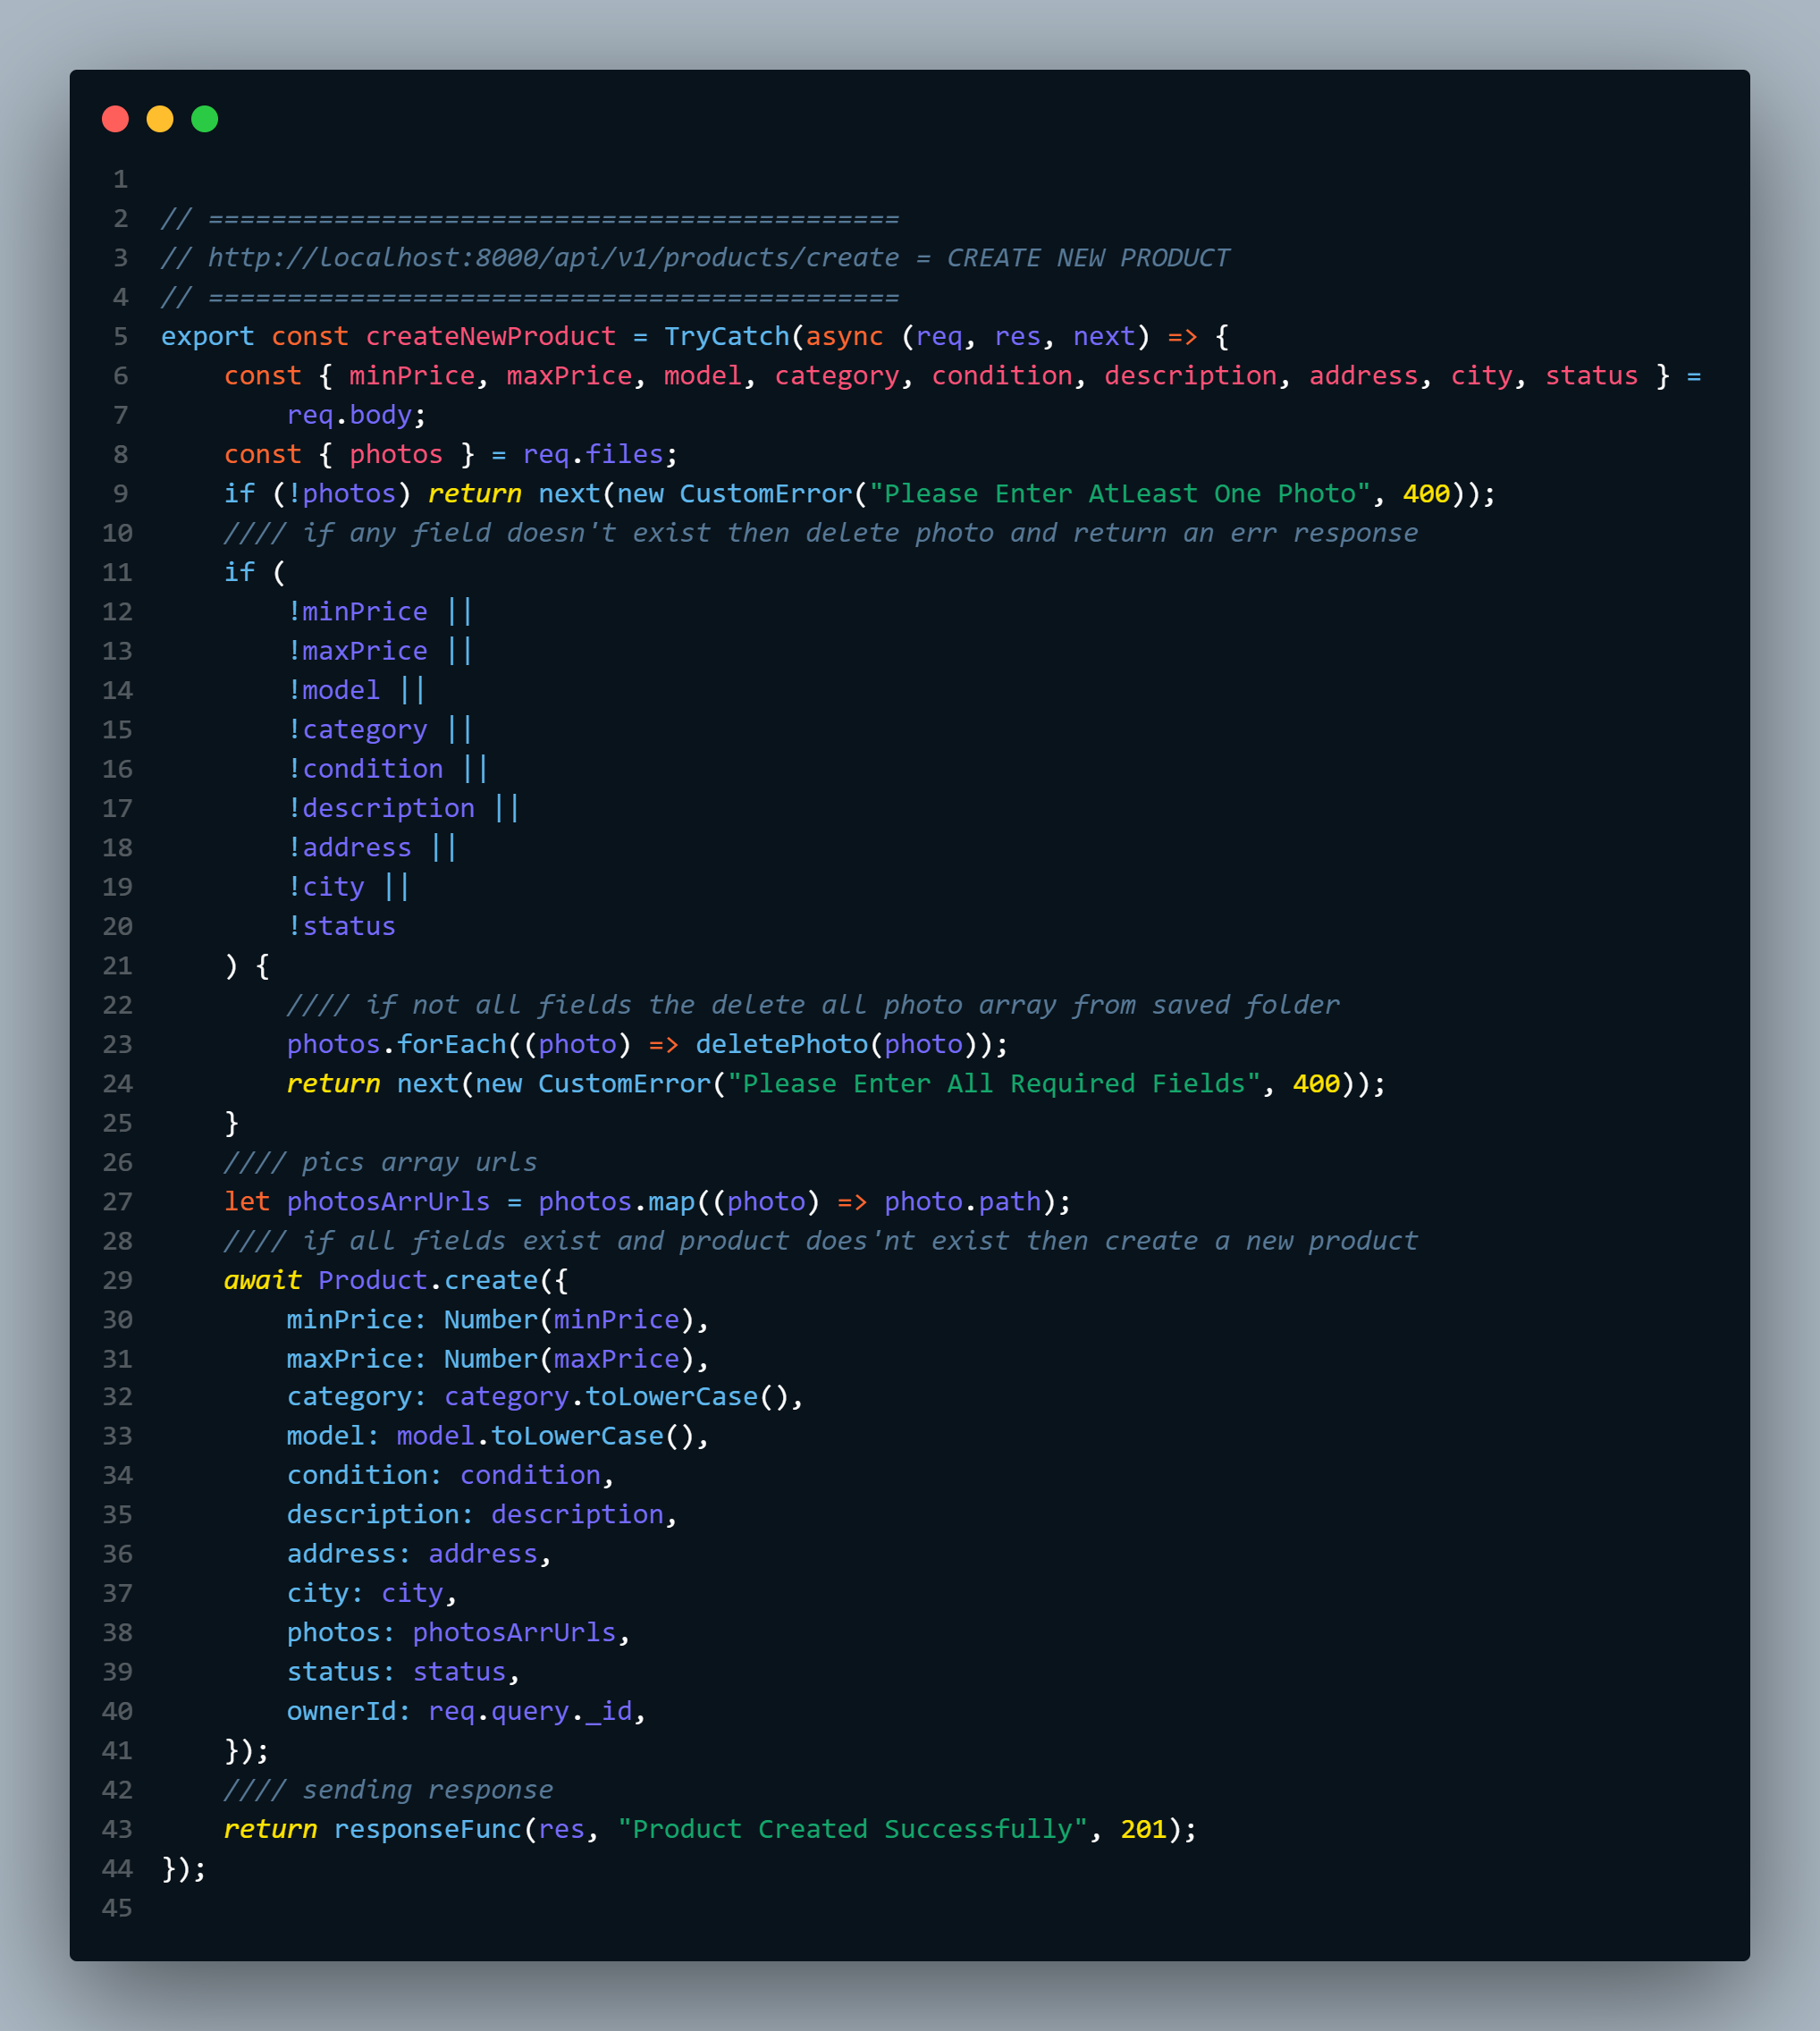 1
2 // ============================================
3 // http://localhost:8000/api/v1/products/create = CREATE NEW PRODUCT
4 // ============================================
5 export const createNewProduct = TryCatch(async (req, res, next) => {
6     const { minPrice, maxPrice, model, category, condition, description, address, city, status } =
7         req.body;
8     const { photos } = req.files;
9     if (!photos) return next(new CustomError("Please Enter AtLeast One Photo", 400));
10     //// if any field doesn't exist then delete photo and return an err response
11     if (
12         !minPrice ||
13         !maxPrice ||
14         !model ||
15         !category ||
16         !condition ||
17         !description ||
18         !address ||
19         !city ||
20         !status
21     ) {
22         //// if not all fields the delete all photo array from saved folder
23         photos.forEach((photo) => deletePhoto(photo));
24         return next(new CustomError("Please Enter All Required Fields", 400));
25     }
26     //// pics array urls
27     let photosArrUrls = photos.map((photo) => photo.path);
28     //// if all fields exist and product does'nt exist then create a new product
29     await Product.create({
30         minPrice: Number(minPrice),
31         maxPrice: Number(maxPrice),
32         category: category.toLowerCase(),
33         model: model.toLowerCase(),
34         condition: condition,
35         description: description,
36         address: address,
37         city: city,
38         photos: photosArrUrls,
39         status: status,
40         ownerId: req.query._id,
41     });
42     //// sending response
43     return responseFunc(res, "Product Created Successfully", 201);
44 });
45